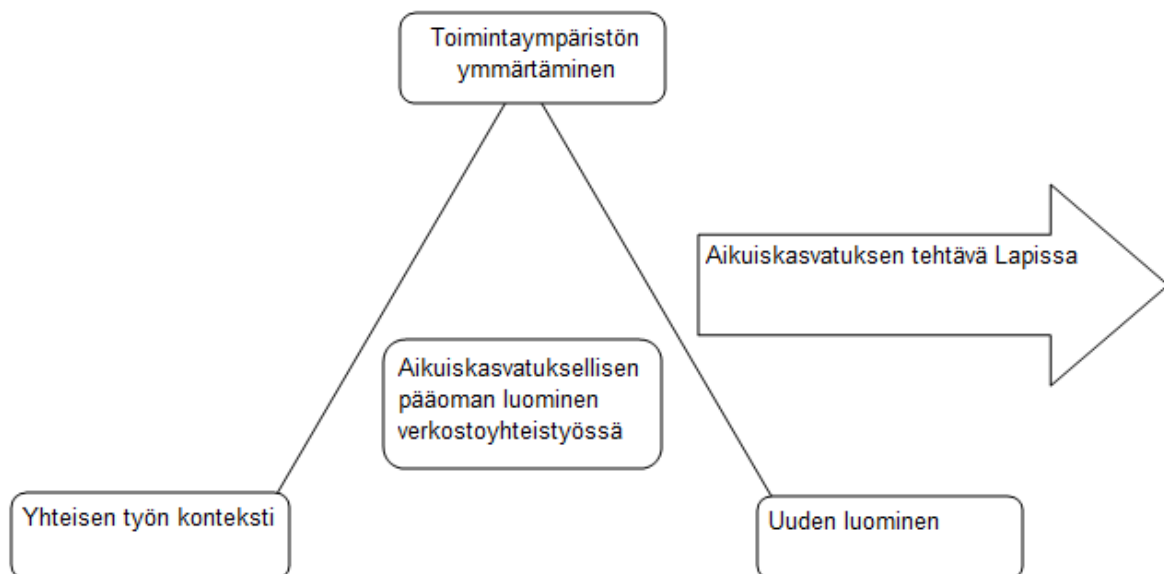 Toimintaympäristön
ymmärtäminen
Aikuiskasvatuksen tehtävä Lapissa
Aikuiskasvatuksellisen
pääoman luominen
verkostoyhteistyössä
Yhteisen työn konteksti
Uuden luominen